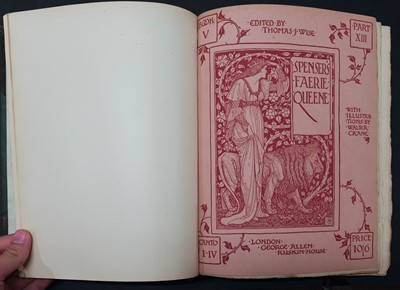 BOOK
V
EDITED BY
THOMAS J. WISE
PART
XIII
SPENSER'S
FAERIE
QUEENE
WITH
ILLUSTRA
TIONS BY
WALTER
CRANE
CANTO
I-IV
LONDON
GEORGE ALLEN
RUSKIN HOUSE
PRICE
10/6